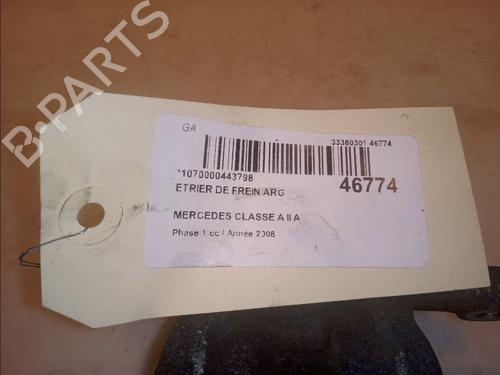 B-PARTS
GA
33380301 46774
*1070000443798
46774
ETRIER DE FREIN ARG
MERCEDES CLASSE A II A
Phase 1 cc / Année 2008